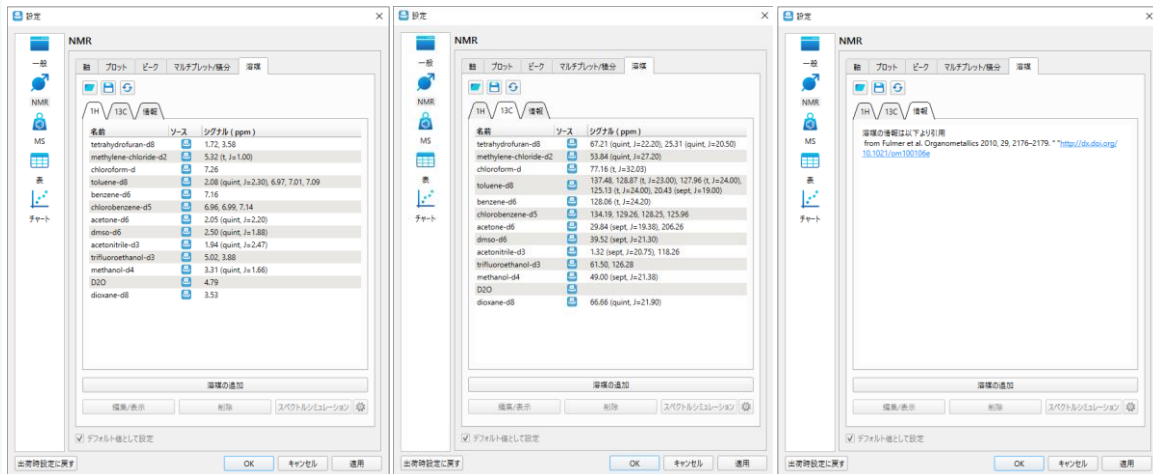 設定
NMR
一般
NMR
MS
表
チャート
軸 プロット ピーク マルチプレット/積分 溶媒
1H 13C 情報
名前 ソース シグナル ( ppm )
tetrahydrofuran-d8 1.72, 3.58
methylene-chloride-d2 5.32 (t, J=1.00)
chloroform-d 7.26
toluene-d8 2.08 (quint, J=2.30), 6.97, 7.01, 7.09
benzene-d6 7.16
chlorobenzene-d5 6.96, 6.99, 7.14
acetone-d6 2.05 (quint, J=2.20)
dmso-d6 2.50 (quint, J=1.88)
acetonitrile-d3 1.94 (quint, J=2.47)
trifluoroethanol-d3 5.02, 3.88
methanol-d4 3.31 (quint, J=1.66)
D2O 4.79
dioxane-d8 3.53
溶媒の追加
編集/表示 削除 スペクトルシミュレーション
デフォルト値として設定
出荷時設定に戻す OK キャンセル 適用
設定
NMR
一般
NMR
MS
表
チャート
軸 プロット ピーク マルチプレット/積分 溶媒
1H 13C 情報
名前 ソース シグナル ( ppm )
tetrahydrofuran-d8 67.21 (quint, J=22.20), 25.31 (quint, J=20.50)
methylene-chloride-d2 53.84 (J=27.20)
chloroform-d 77.16 (t, J=32.03)
toluene-d8 137.48, 128.87 (t, J=23.00), 127.96 (t, J=24.00),
125.13 (t, J=24.00), 20.43 (sept, J=19.00)
benzene-d6 128.06 (t, J=24.20)
chlorobenzene-d5 134.19, 129.26, 128.25, 125.96
acetone-d6 29.84 (sept, J=19.38), 206.26
dmso-d6 39.52 (sept, J=21.30)
acetonitrile-d3 1.32 (sept, J=20.75), 118.26
trifluoroethanol-d3 61.50, 126.28
methanol-d4 49.00 (sept, J=21.38)
D2O
dioxane-d8 66.66 (quint, J=21.90)
溶媒の追加
編集/表示 削除 スペクトルシミュレーション
デフォルト値として設定
出荷時設定に戻す OK キャンセル 適用
設定
NMR
一般
NMR
MS
表
チャート
軸 プロット ピーク マルチプレット/積分 溶媒
1H 13C 情報
溶媒の情報は以下より引用
from Fulmer et al. Organometallics 2010, 29, 2176–2179. " "http://dx.doi.org/
10.1021/om100106e
溶媒の追加
編集/表示 削除 スペクトルシミュレーション
デフォルト値として設定
出荷時設定に戻す OK キャンセル 適用